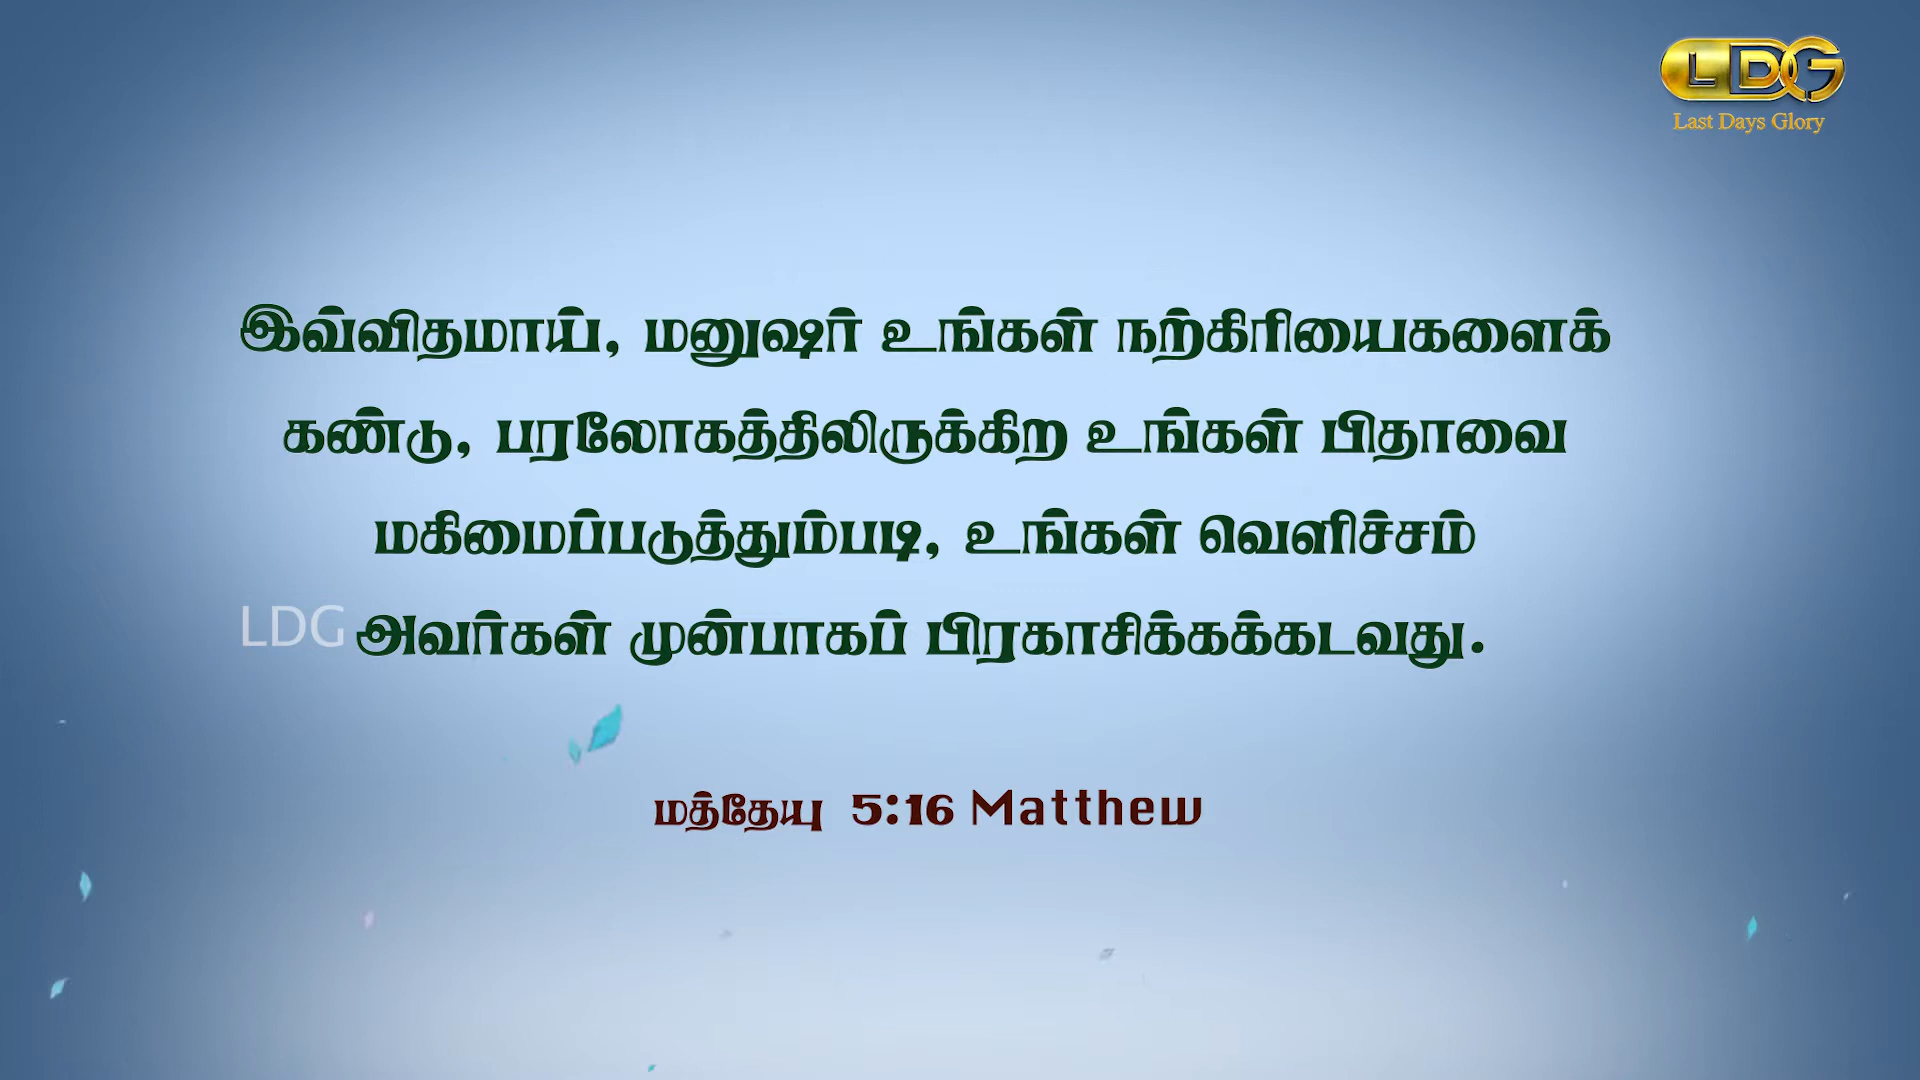 LDG
Last Days Glory
இவ்விதமாய், மனுஷர் உங்கள் நற்கிரியைகளைக்
கண்டு, பரலோகத்திலிருக்கிற உங்கள் பிதாவை
மகிமைப்படுத்தும்படி, உங்கள் வெளிச்சம்
LDG அவர்கள் முன்பாகப் பிரகாசிக்கக்கடவது.
மத்தேயு 5:16 Matthew